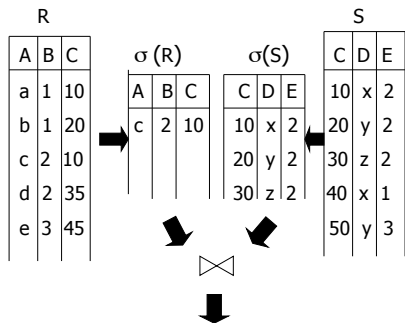 R
A B C
a 1 10
b 1 20
c 2 10
d 2 35
e 3 45
σ (R)
A B C
c 2 10
σ(S)
C D E
10 x 2
20 y 2
30 z 2
S
C D E
10 x 2
20 y 2
30 z 2
40 x 1
50 y 3
⋈